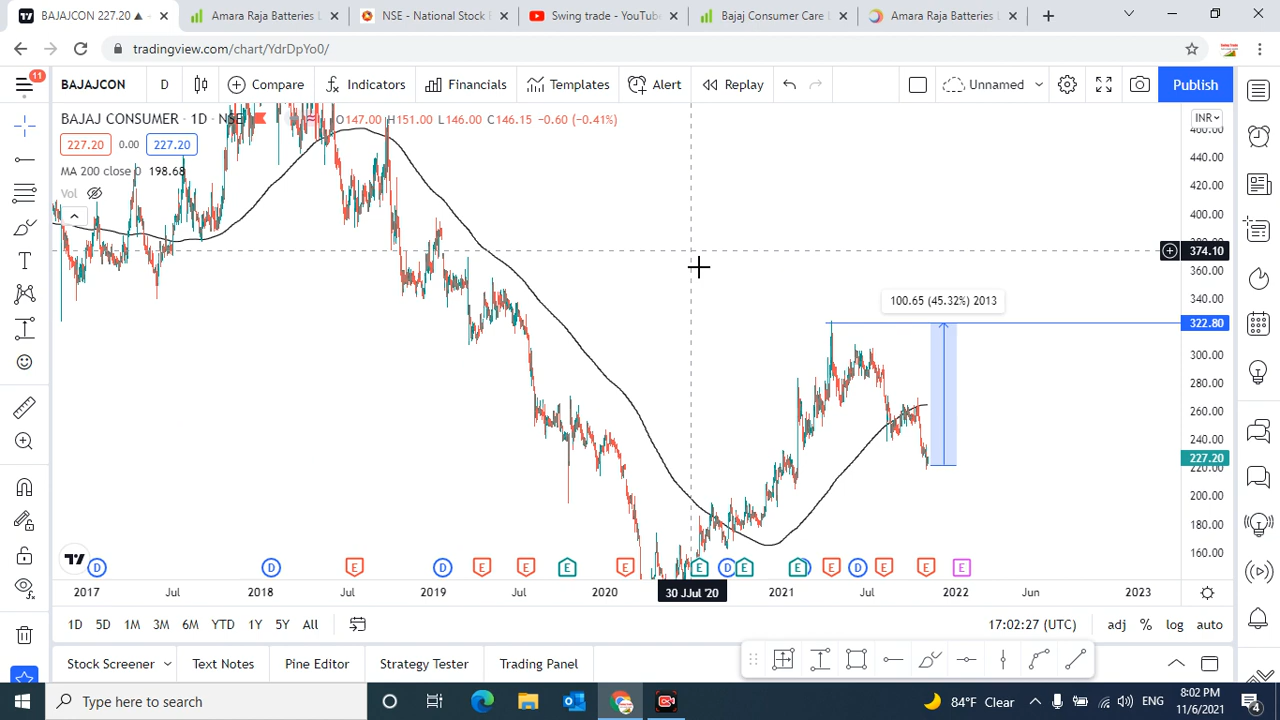 BAJAJCON 227.20 ▲
Amara Raja Batteries L
NSE - National Stock E
Swing trade - YouTube
Bajaj Consumer Care L
Amara Raja Batteries L
tradingview.com/chart/YdrDpYo0/
11
BAJAJCON
D
Compare
Indicators
Financials
Templates
Alert
Replay
Unnamed
Publish
BAJAJ CONSUMER · 1D · NSE
O147.00 H151.00 L146.00 C146.15 −0.60 (−0.41%)
227.20 0.00 227.20
MA 200 close 0 198.68
Vol
INR
460.00
440.00
420.00
400.00
374.10
360.00
340.00
322.80
300.00
280.00
260.00
240.00
227.20
220.00
200.00
180.00
160.00
100.65 (45.32%) 2013
D D E D E E E E E D E E E D E E E
2017 Jul 2018 Jul 2019 Jul 2020 30 JJul '20 2021 Jul 2022 Jun 2023
1D 5D 1M 3M 6M YTD 1Y 5Y All
17:02:27 (UTC)
adj % log auto
Stock Screener
Text Notes
Pine Editor
Strategy Tester
Trading Panel
Type here to search
84°F Clear
ENG
8:02 PM
11/6/2021
4